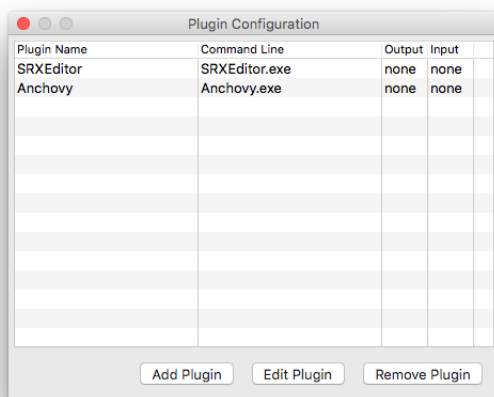 Plugin Configuration
Plugin Name Command Line Output Input
SRXEditor SRXEditor.exe none none
Anchovy Anchovy.exe none none
Add Plugin Edit Plugin Remove Plugin